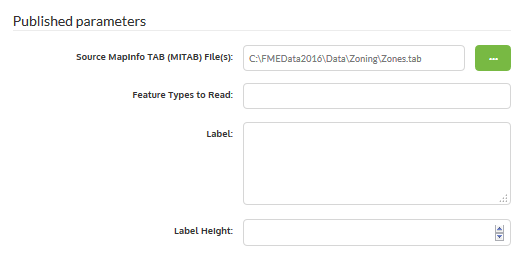 Published parameters
Source MapInfo TAB (MITAB) File(s): C:\FMEData2016\Data\Zoning\Zones.tab ...
Feature Types to Read:
Label:
Label Height: